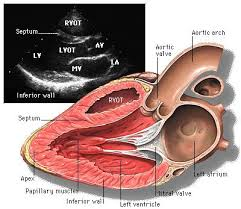 RVOT
Septum
LV
LVOT
AV
LA
MV
Inferior wall
Aortic arch
Aortic
valve
RVOT
Septum
Apex
Papillary muscles
Inferior wall
Left ventricle
Mitral valve
Left atrium